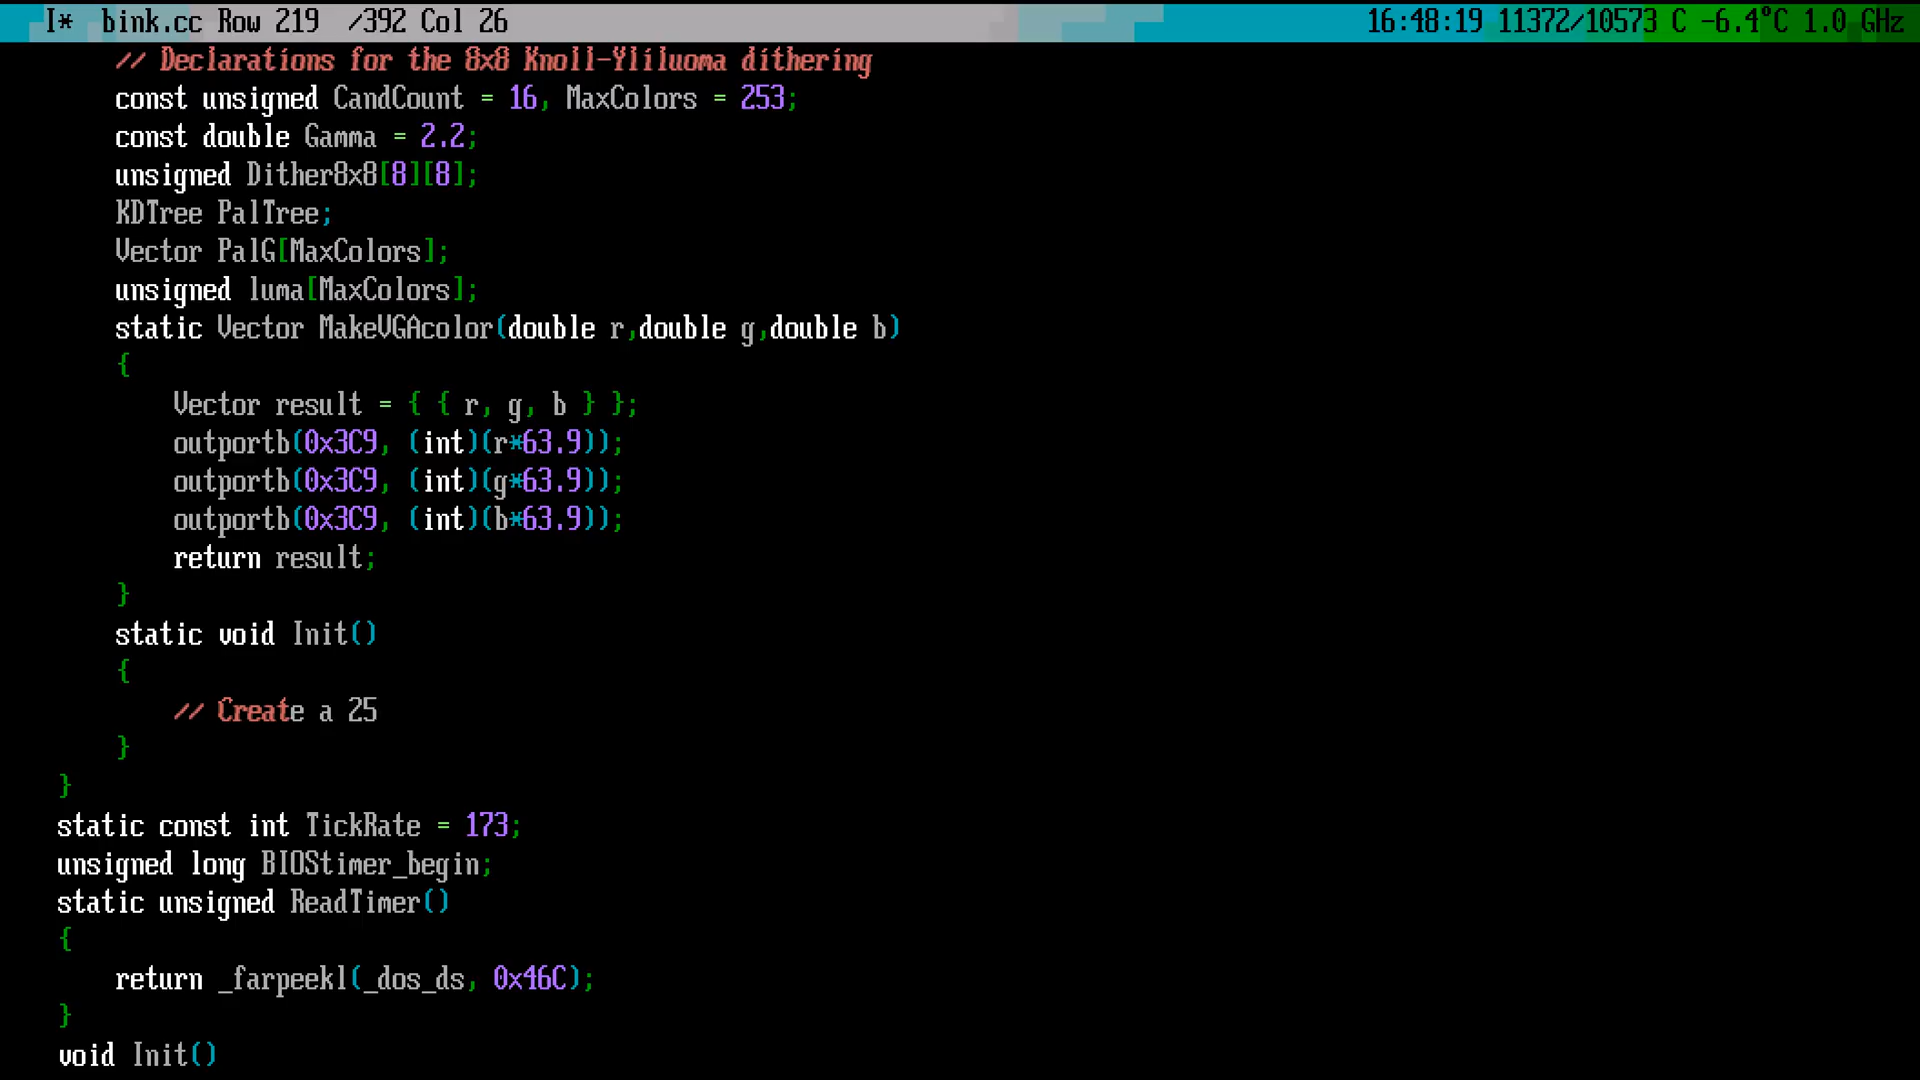 I* bink.cc Row 219 /392 Col 26 16:48:19 11372/10573 C -6.4°C 1.0 GHz
// Declarations for the 8x8 Knoll-Yliluoma dithering
const unsigned CandCount = 16, MaxColors = 253;
const double Gamma = 2.2;
unsigned Dither8x8[8][8];
KDTree PalTree;
Vector PalG[MaxColors];
unsigned luma[MaxColors];
static Vector MakeVGAcolor(double r,double g,double b)
{
Vector result = { { r, g, b } };
outportb(0x3C9, (int)(r*63.9));
outportb(0x3C9, (int)(g*63.9));
outportb(0x3C9, (int)(b*63.9));
return result;
}
static void Init()
{
// Create a 25
}
}
static const int TickRate = 173;
unsigned long BIOStimer_begin;
static unsigned ReadTimer()
{
return _farpeekl(_dos_ds, 0x46C);
}
void Init()